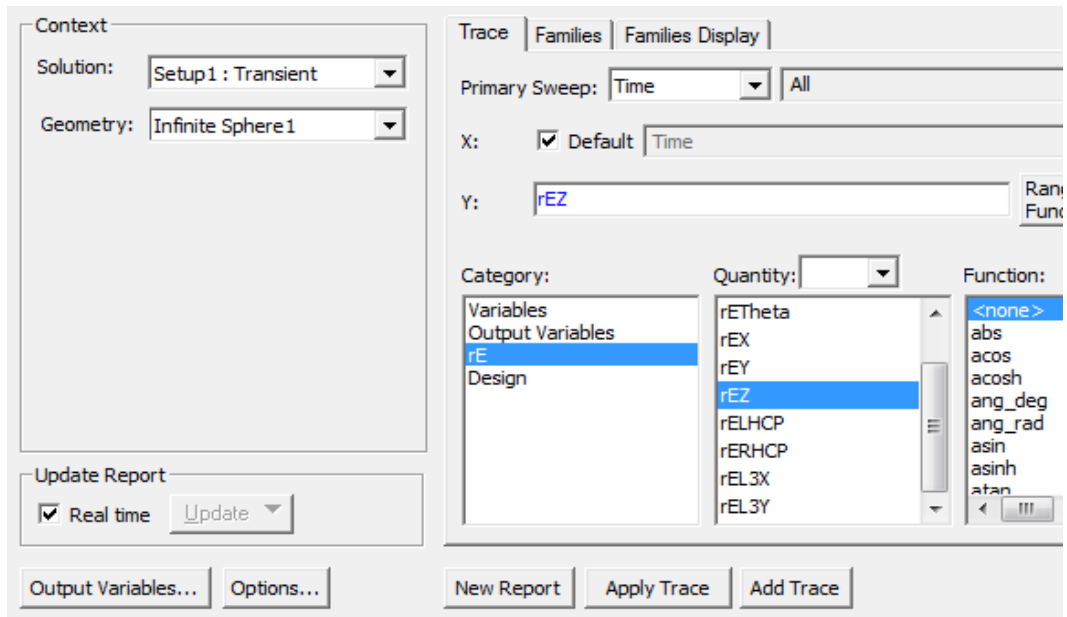 Context
Solution: Setup1 : Transient
Geometry: Infinite Sphere1
Update Report
Real time Update
Output Variables... Options...
Trace Families Families Display
Primary Sweep: Time All
X: Default Time
Y: rEZ
Category:
Variables
Output Variables
rE
Design
Quantity:
rETheta
rEX
rEY
rEZ
rELHCP
rERHCP
rEL3X
rEL3Y
Function:
<none>
abs
acos
acosh
ang_deg
ang_rad
asin
asinh
atan
New Report Apply Trace Add Trace